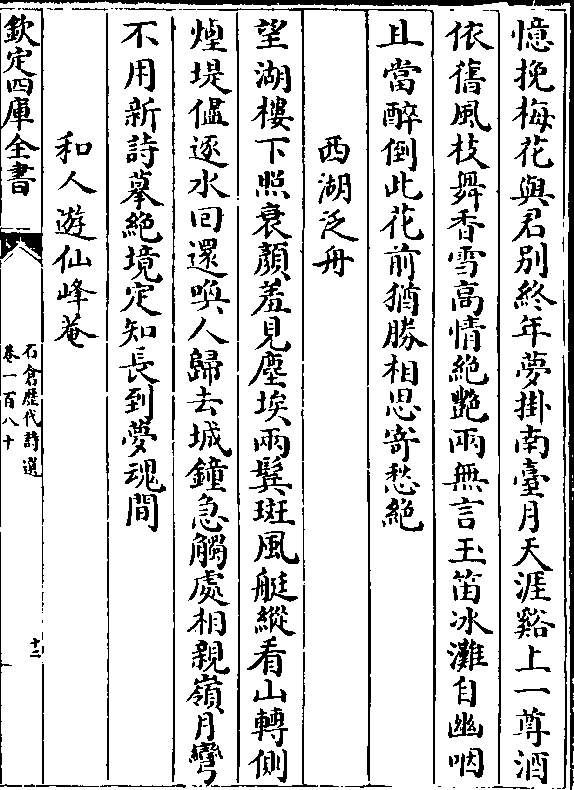 憶挽梅花與君別終年夢掛南臺月天涯谿上一尊酒
依舊風枝舞香雪高情絶艷兩無言玉笛冰灘自幽咽
且當醉倒此花前猶勝相思寄愁絶
西湖泛舟
望湖樓下照衰顔羞見塵埃兩鬂斑風艇縱看山轉側
煙堤儘逐水回還喚人歸去城鐘急觸處相親嶺月彎
不用新詩摹絶境定知長到夢魂間
和人遊仙峰菴
欽定四庫全書
石倉歴代詩選
卷一百八十
十二